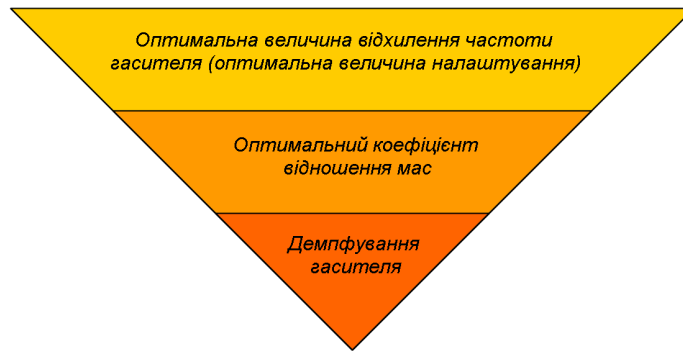 Оптимальна величина відхилення частоти
гасителя (оптимальна величина налаштування)
Оптимальний коефіцієнт
відношення мас
Демпфування
гасителя